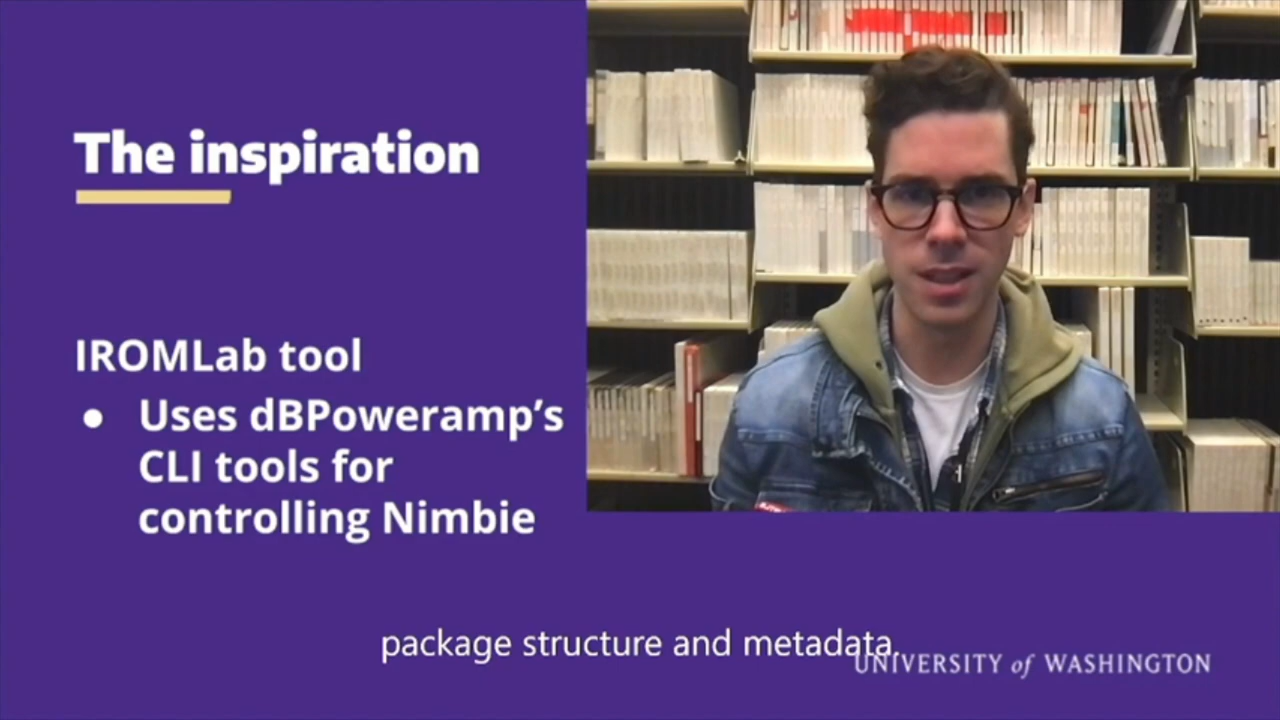 The inspiration
IROMLab tool
● Uses dBPoweramp’s
CLI tools for
controlling Nimbie
package structure and metadata.
UNIVERSITY of WASHINGTON